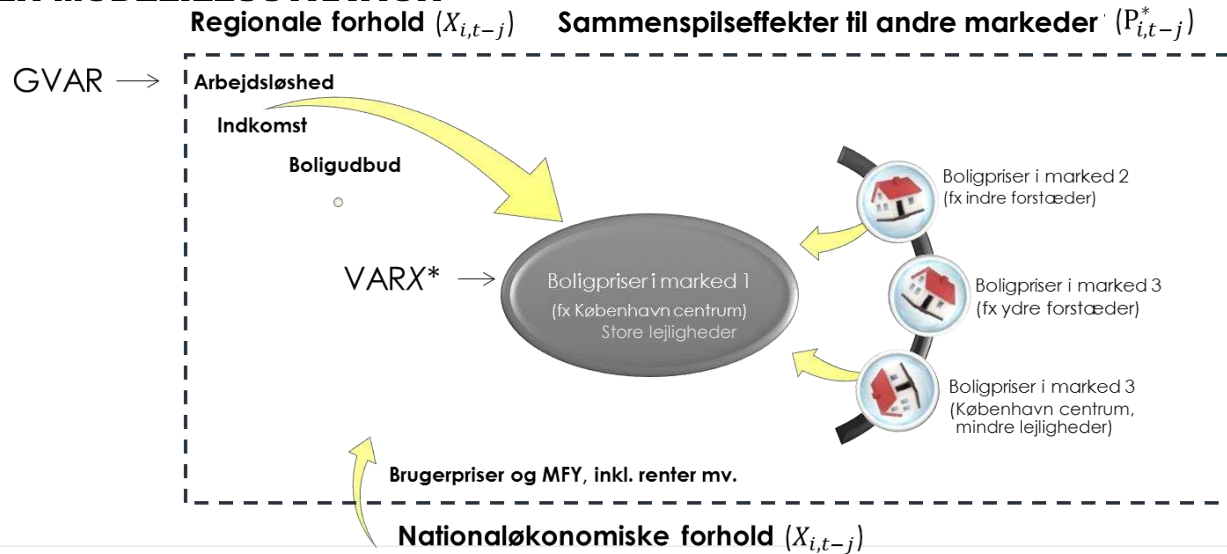 Regionale forhold (X_{i,t−j})
Sammenspilseffekter til andre markeder (P*_{i,t−j})
GVAR
Arbejdsløshed
Indkomst
Boligudbud
VARX*
Boligpriser i marked 1
(fx København centrum)
Store lejligheder
Boligpriser i marked 2
(fx indre forstæder)
Boligpriser i marked 3
(fx ydre forstæder)
Boligpriser i marked 3
(København centrum,
mindre lejligheder)
Brugerpriser og MFY, inkl. renter mv.
Nationaløkonomiske forhold (X_{i,t−j})